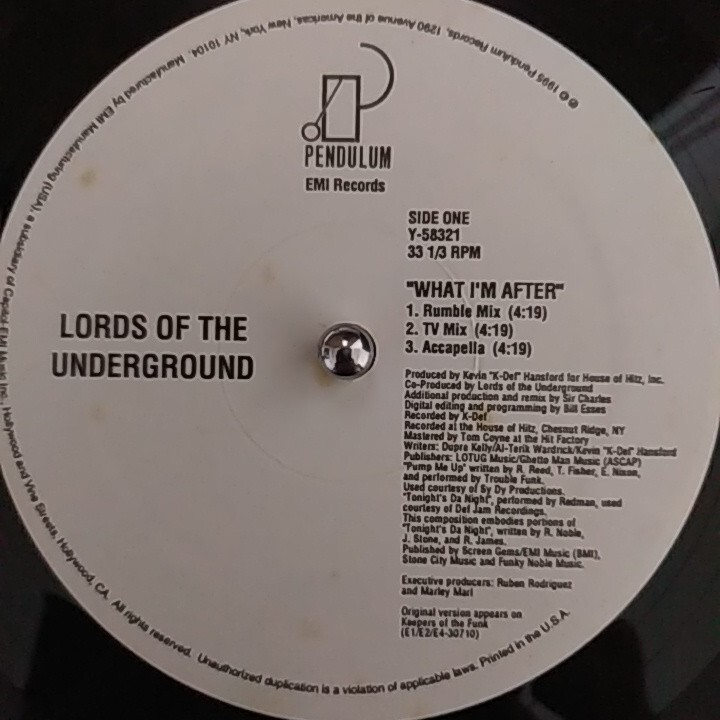 PENDULUM
EMI Records
SIDE ONE
Y-58321
33 1/3 RPM
LORDS OF THE
UNDERGROUND
"WHAT I'M AFTER"
1. Rumble Mix (4:19)
2. TV Mix (4:19)
3. Accapella (4:19)
Produced by Kevin "K-Def" Hansford for House of Hitz, Inc.
Co-Produced by Lords of the Underground
Additional production and remix by Sir Charles
Digital editing and programming by Bill Esses
Recorded by K-Def
Recorded at the House of Hitz, Chesnut Ridge, NY
Mastered by Tom Coyne at the Hit Factory
Writers: Dupre Kelly/Al-Terik Wardrick/Kevin "K-Def" Hansford
Publishers: LOTUG Music/Ghetto Man Music (ASCAP)
"Pump Me Up" written by R. Reed, T. Fisher, E. Nixon,
and performed by Trouble Funk.
Used courtesy of Sy Dy Productions.
"Tonight's Da Night", performed by Redman, used
courtesy of Def Jam Recordings.
This composition embodies portions of
"Tonight's Da Night", written by R. Noble,
J. Stone, and R. James.
Published by Screen Gems/EMI Music (BMI),
Stone City Music and Funky Noble Music.
Executive producers: Ruben Rodriguez
and Marley Marl
Original version appears on
Keepers of the Funk
(E1/E2/E4-30710)
℗ © 1995 Pendulum Records, 1290 Avenue of the Americas, New York, NY 10104. Manufactured by EMI Manufacturing (USA), a subsidiary of Capitol-EMI Music Inc., Hollywood and Vine Streets, Hollywood, CA. All rights reserved. Unauthorized duplication is a violation of applicable laws. Printed in the U.S.A.